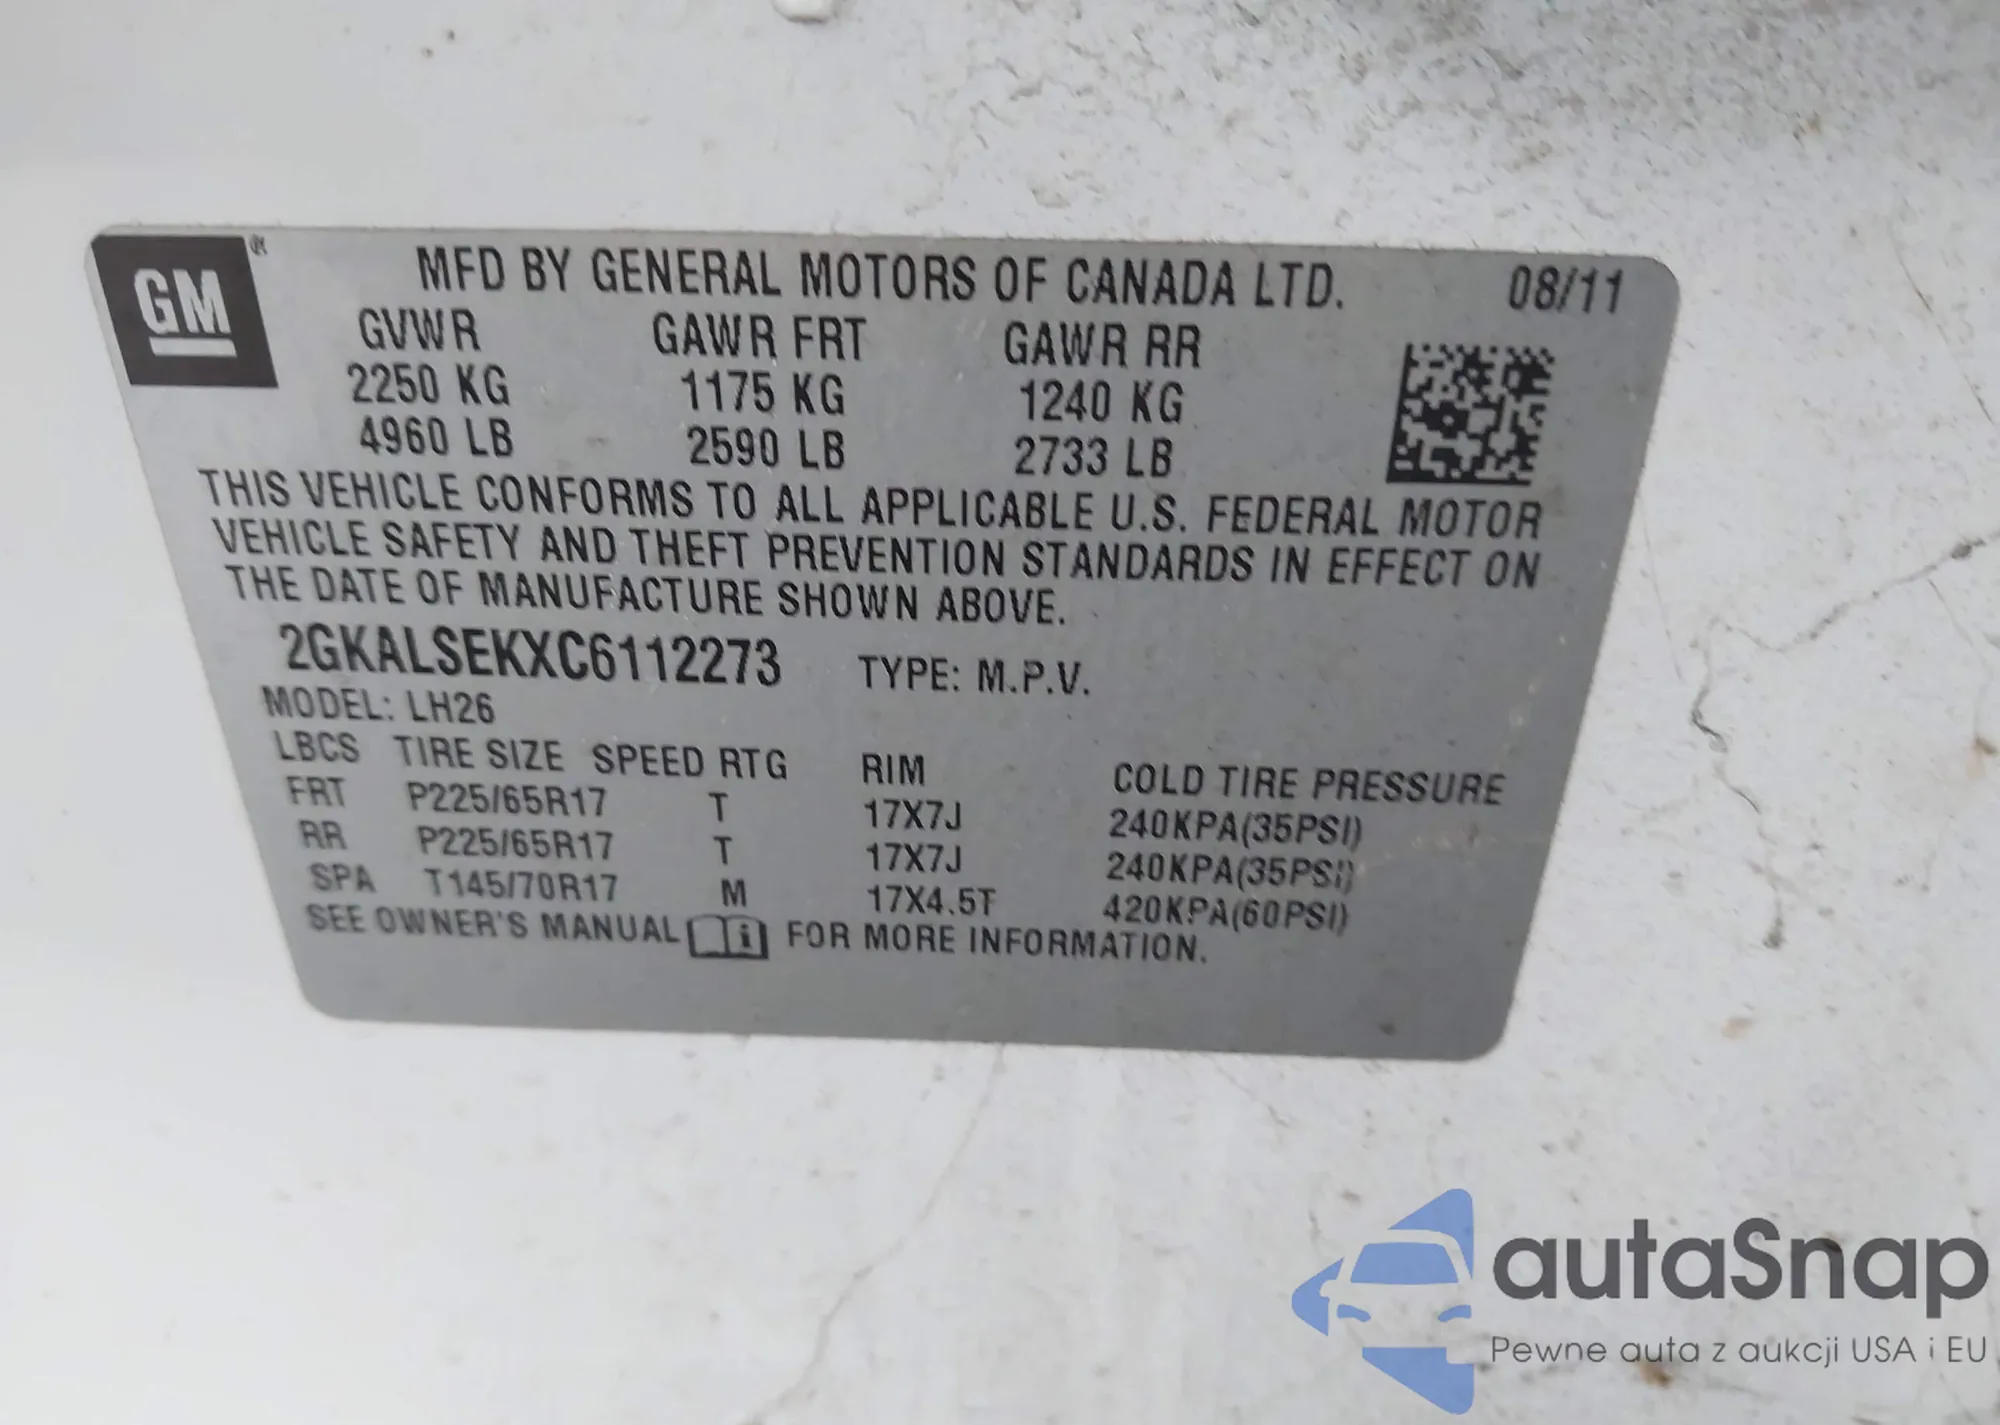 GM
MFD BY GENERAL MOTORS OF CANADA LTD. 08/11
GVWR GAWR FRT GAWR RR
2250 KG 1175 KG 1240 KG
4960 LB 2590 LB 2733 LB
THIS VEHICLE CONFORMS TO ALL APPLICABLE U.S. FEDERAL MOTOR
VEHICLE SAFETY AND THEFT PREVENTION STANDARDS IN EFFECT ON
THE DATE OF MANUFACTURE SHOWN ABOVE.
2GKALSEKXC6112273 TYPE: M.P.V.
MODEL: LH26
LBCS TIRE SIZE SPEED RTG RIM COLD TIRE PRESSURE
FRT P225/65R17 T 17X7J 240KPA(35PSI)
RR P225/65R17 T 17X7J 240KPA(35PSI)
SPA T145/70R17 M 17X4.5T 420KPA(60PSI)
SEE OWNER'S MANUAL i FOR MORE INFORMATION.
autaSnap
Pewne auta z aukcji USA i EU